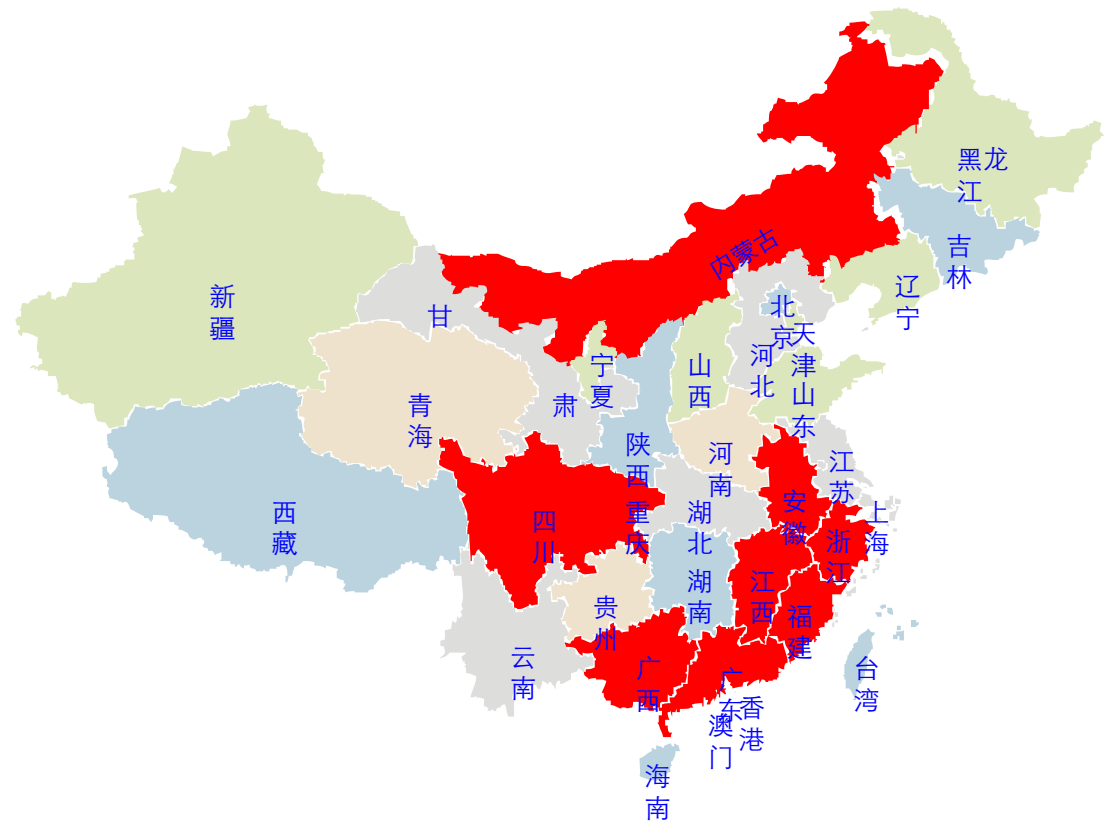 黑龙
江
吉
林
辽
宁
内蒙古
新
疆
甘
肃
北
京
天
津
河
北
山
西
宁
夏
山
东
青
海
陕
西
河
南
江
苏
西
藏
四
川
重
庆
湖
北
安
徽
上
海
浙
江
湖
南
江
西
福
建
贵
州
云
南
广
西
广
东
香
港
澳
门
台
湾
海
南